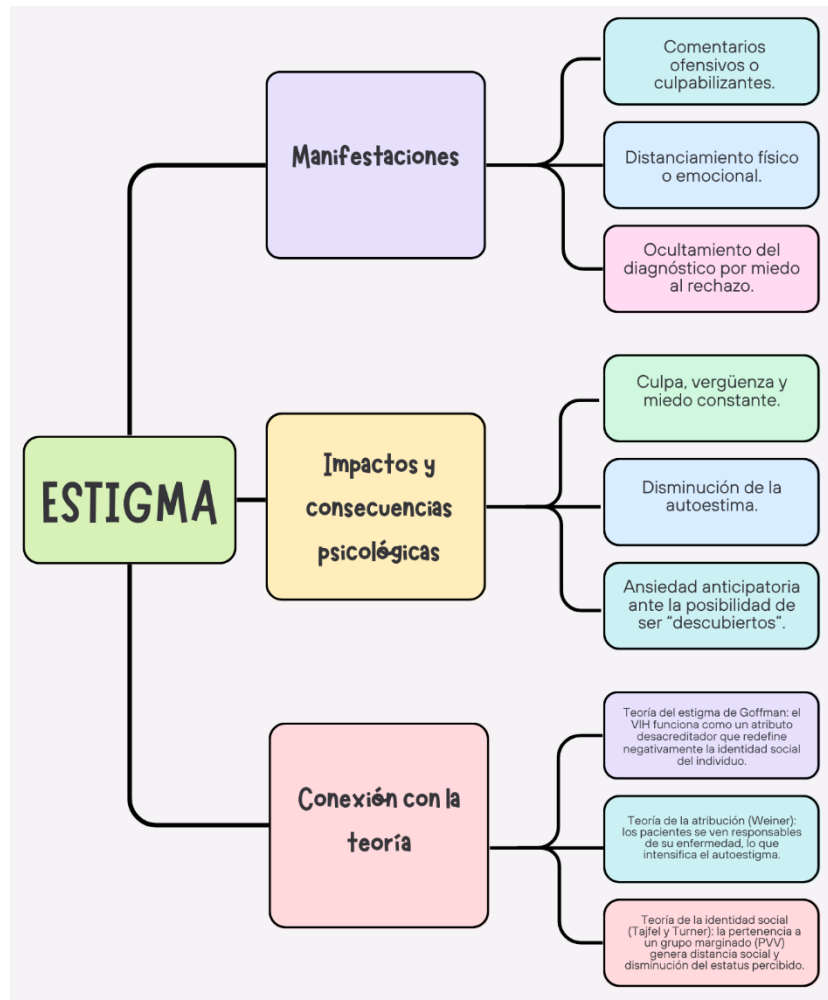 ESTIGMA
Manifestaciones
Comentarios
ofensivos o
culpabilizantes.
Distanciamiento físico
o emocional.
Ocultamiento del
diagnóstico por miedo
al rechazo.
Impactos y
consecuencias
psicológicas
Culpa, vergüenza y
miedo constante.
Disminución de la
autoestima.
Ansiedad anticipatoria
ante la posibilidad de
ser “descubiertos”.
Conexión con la
teoría
Teoría del estigma de Goffman: el
VIH funciona como un atributo
desacreditador que redefine
negativamente la identidad social
del individuo.
Teoría de la atribución (Weiner):
los pacientes se ven responsables
de su enfermedad, lo que
intensifica el autoestigma.
Teoría de la identidad social
(Tajfel y Turner): la pertenencia a
un grupo marginado (PVV)
genera distancia social y
disminución del estatus percibido.